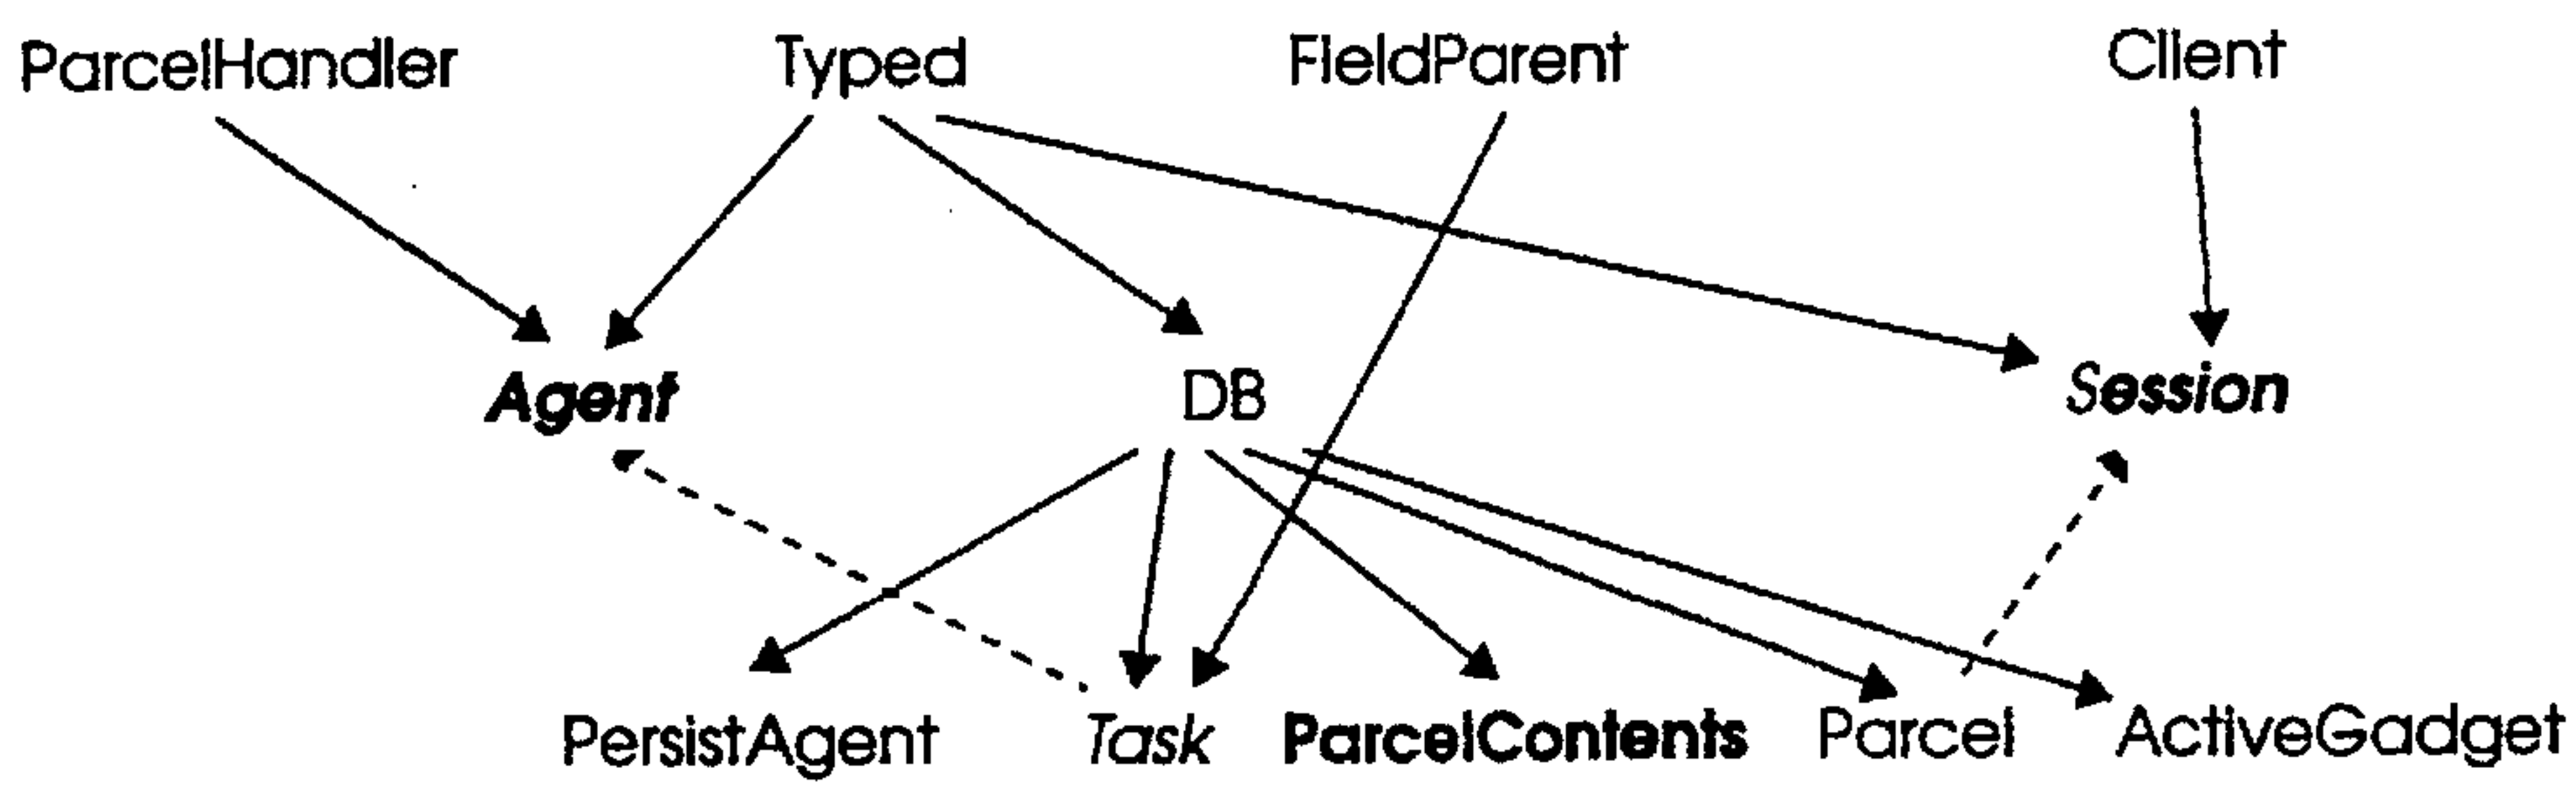 ParcelHandler Typed FieldParent Client
Agent DB Session
PersistAgent Task ParcelContents Parcel ActiveGadget